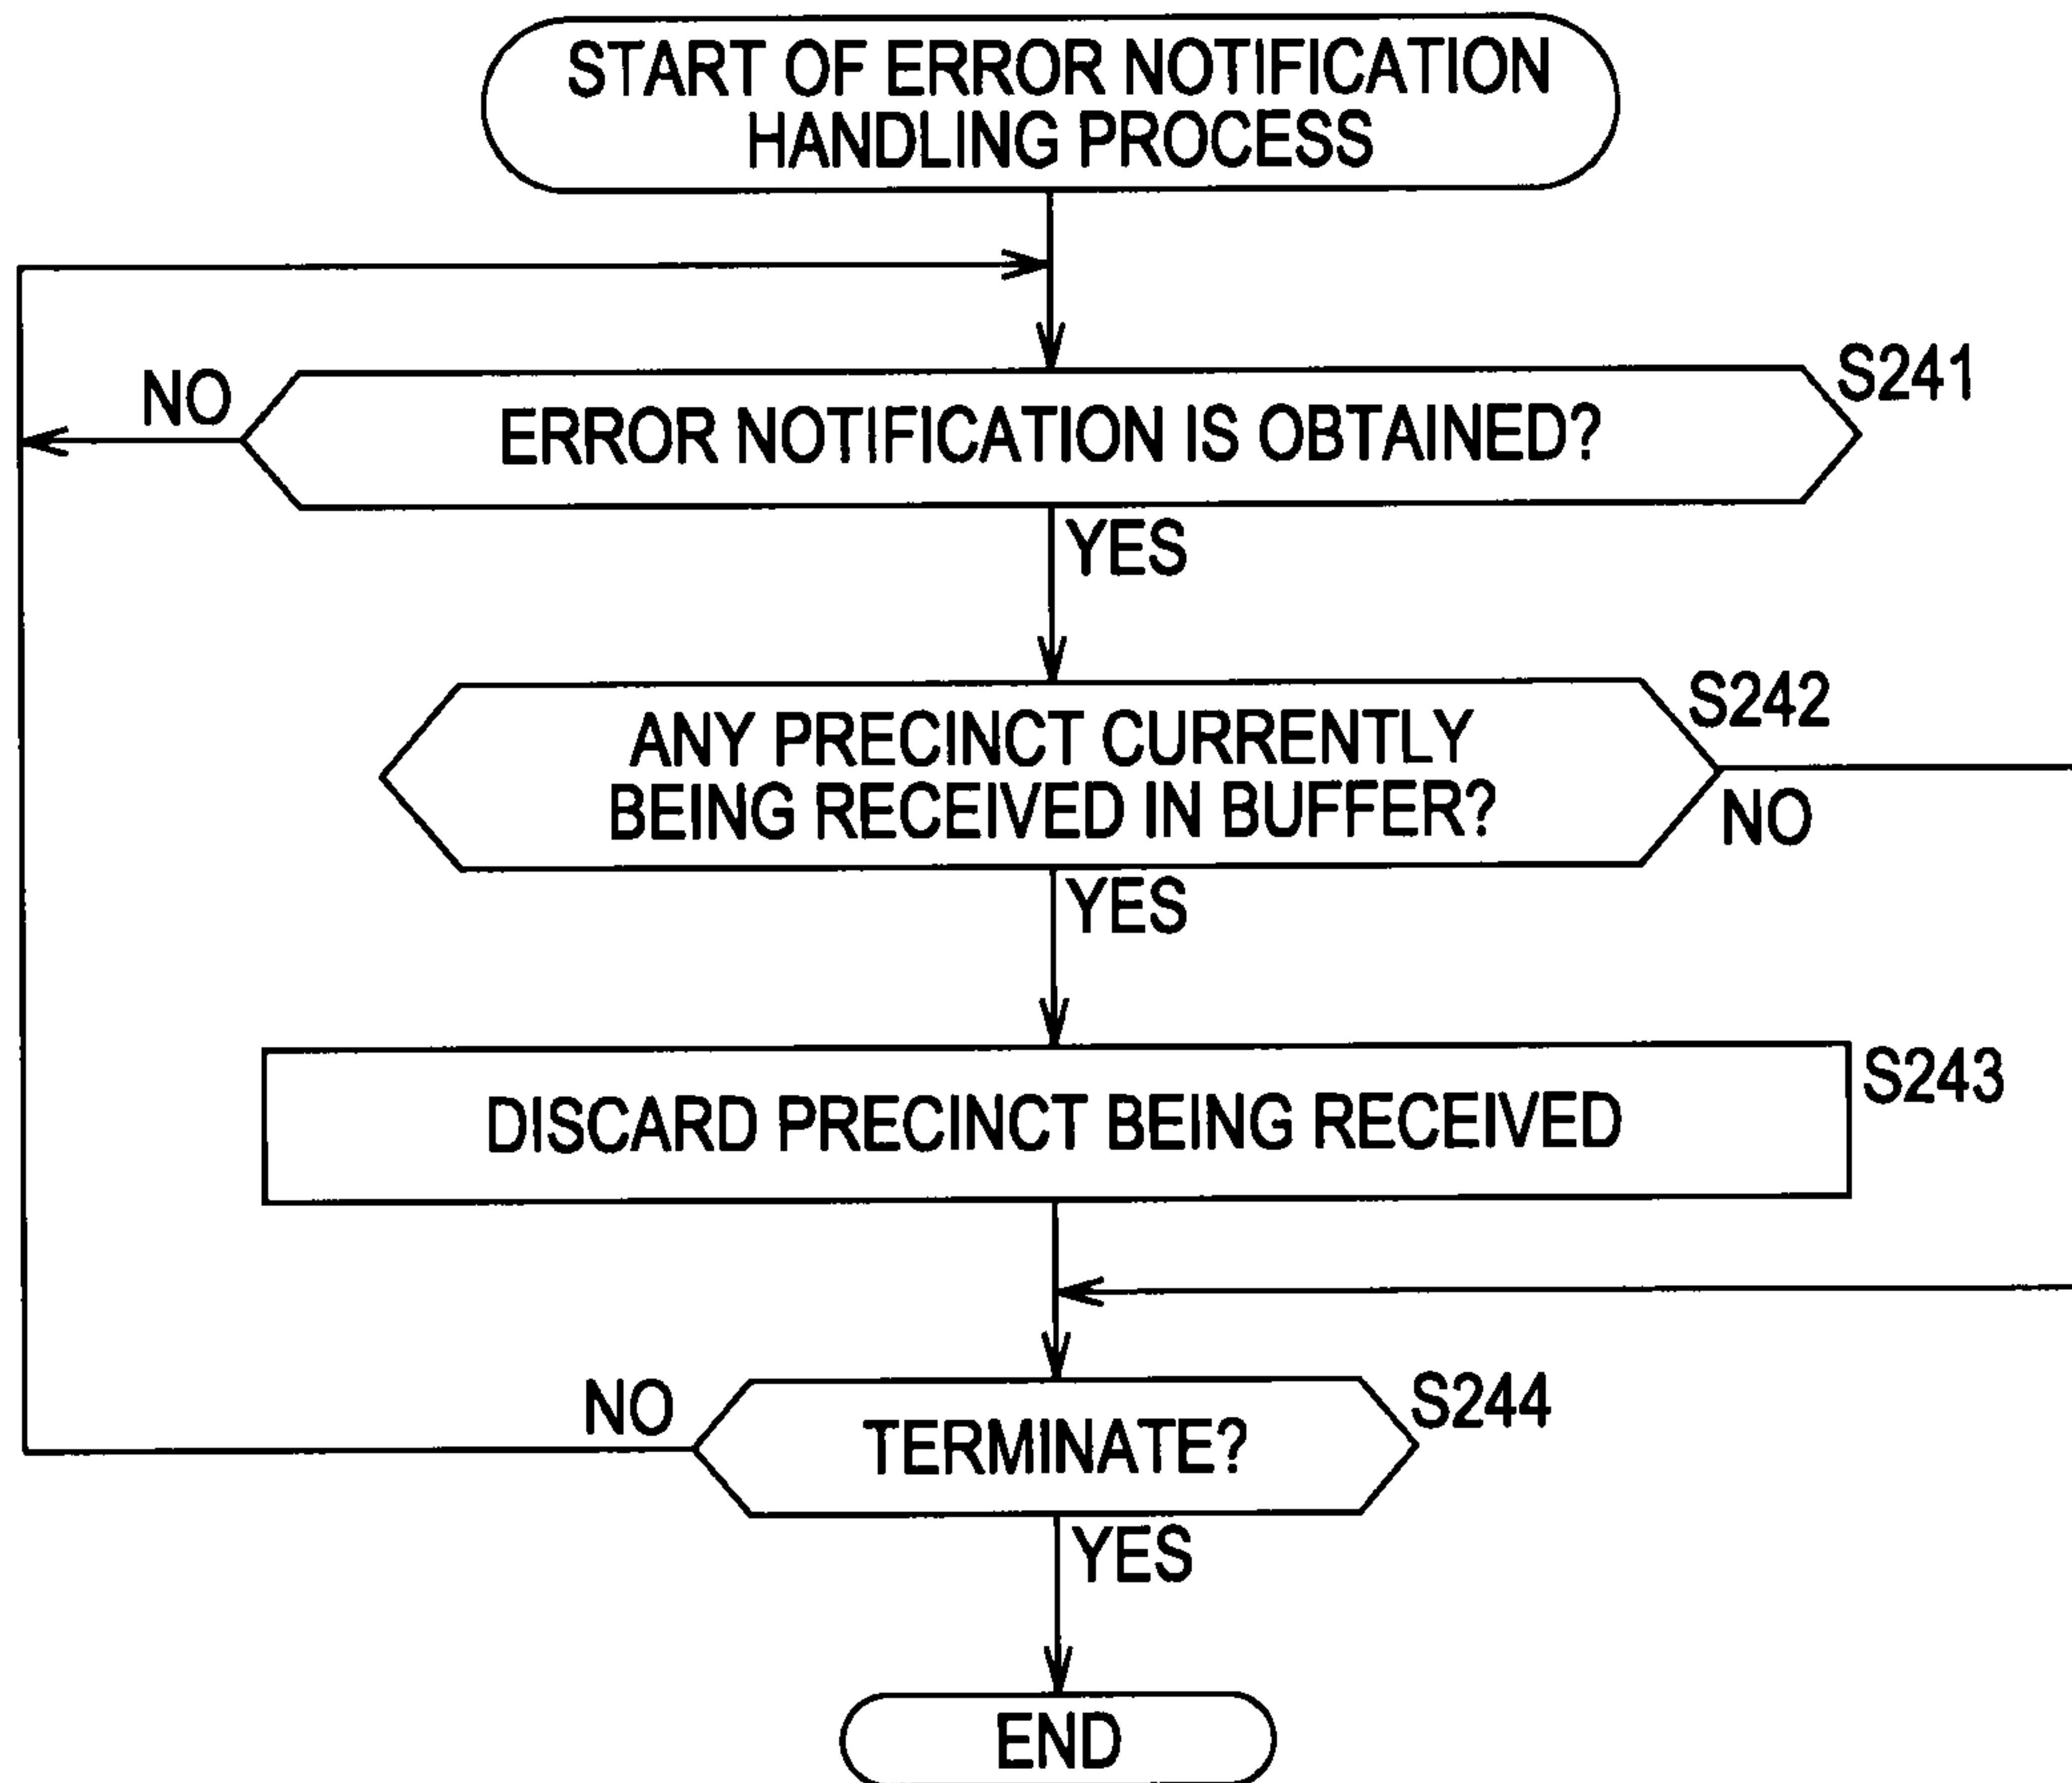 START OF ERROR NOTIFICATION
HANDLING PROCESS
S241
NO
ERROR NOTIFICATION IS OBTAINED?
YES
S242
ANY PRECINCT CURRENTLY
BEING RECEIVED IN BUFFER?
NO
YES
S243
DISCARD PRECINCT BEING RECEIVED
S244
NO
TERMINATE?
YES
END